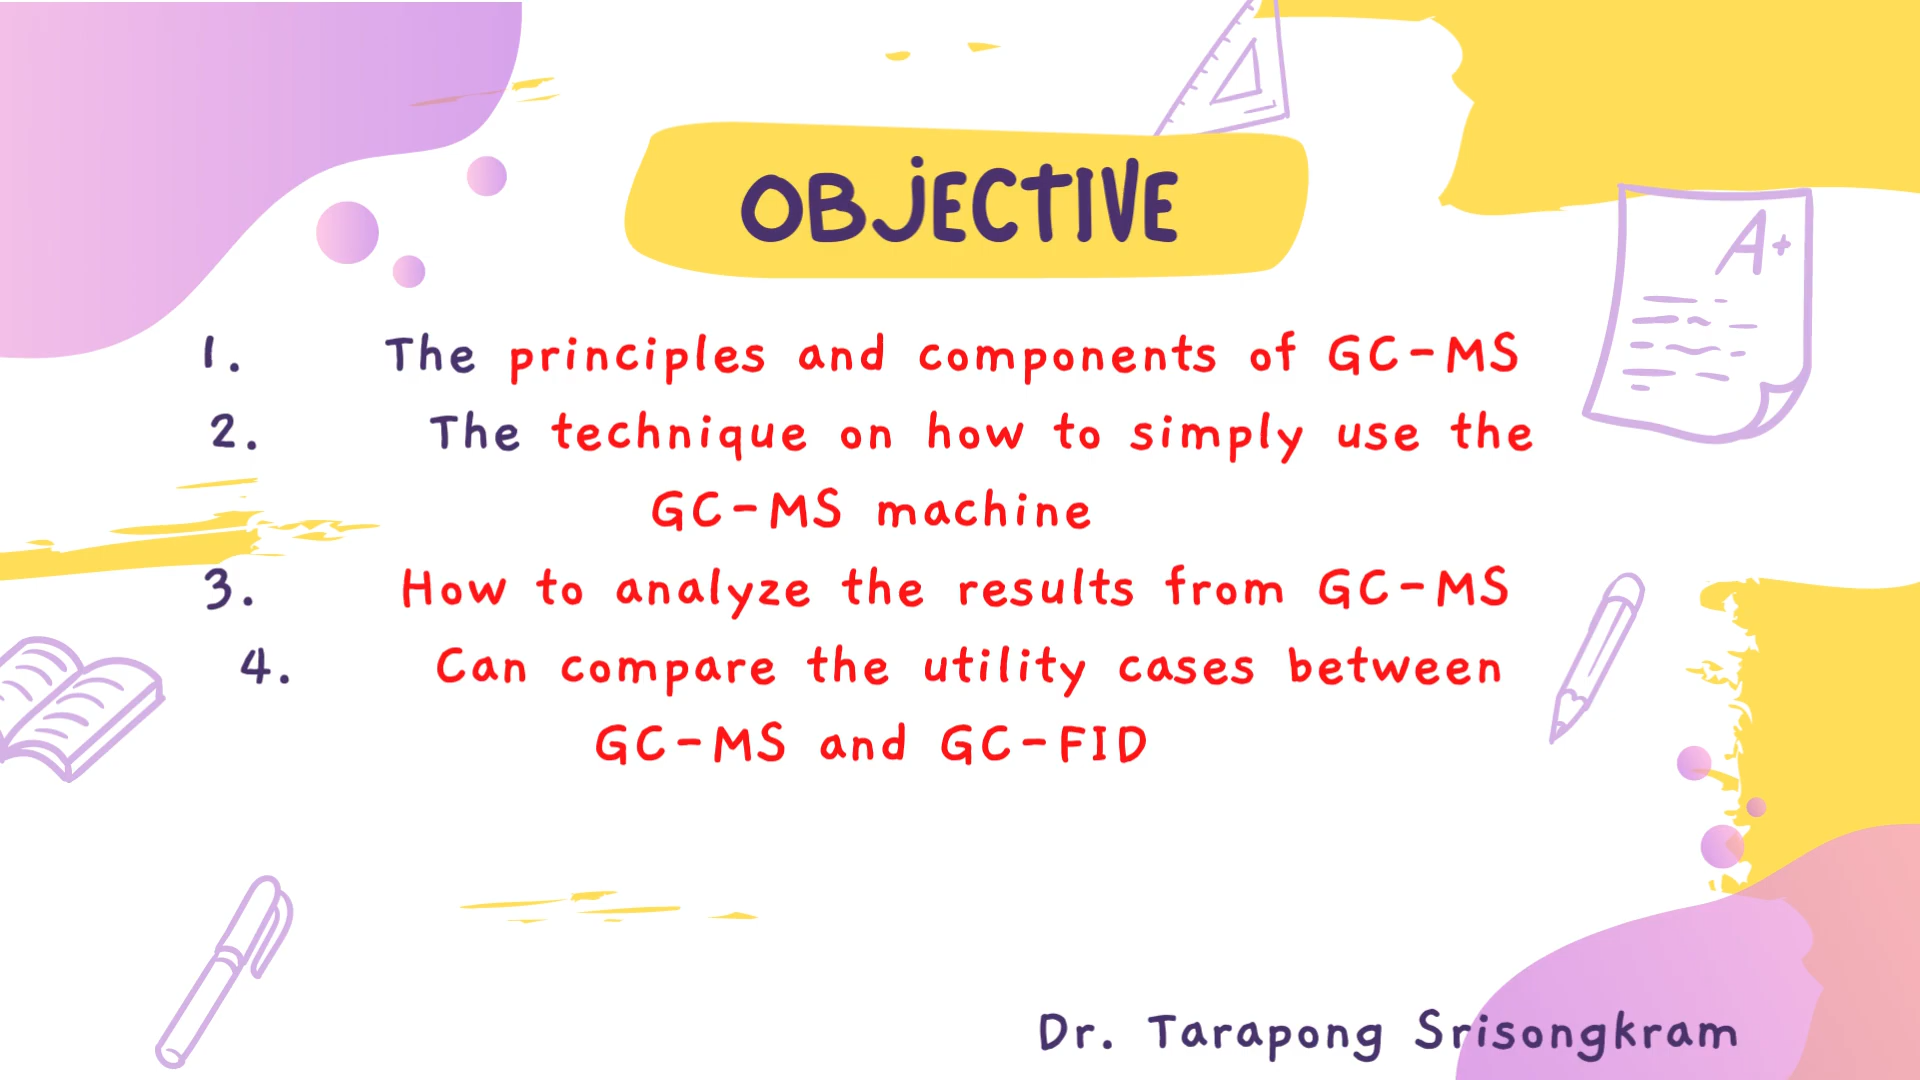 OBJECTIVE
A+
1. The principles and components of GC-MS
2. The technique on how to simply use the
GC-MS machine
3. How to analyze the results from GC-MS
4. Can compare the utility cases between
GC-MS and GC-FID
Dr. Tarapong Srisongkram